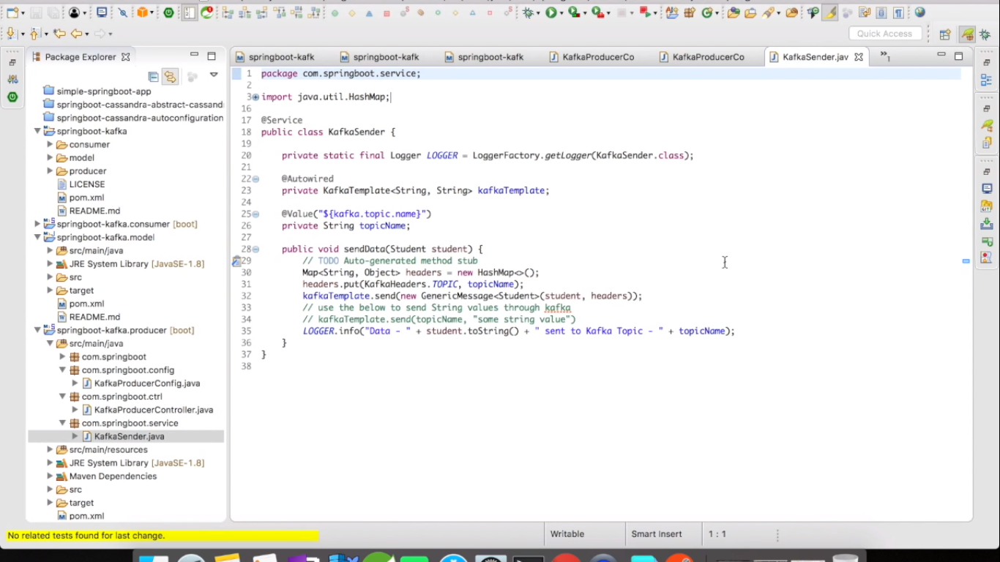 Quick Access
Package Explorer
springboot-kafk
springboot-kafk
springboot-kafk
KafkaProducerCo
KafkaProducerCo
KafkaSender.jav
»1
simple-springboot-app
springboot-cassandra-abstract-cassand
springboot-cassandra-autoconfiguration
springboot-kafka
consumer
model
producer
LICENSE
pom.xml
README.md
springboot-kafka.consumer [boot]
springboot-kafka.model
src/main/java
JRE System Library [JavaSE-1.8]
src
target
pom.xml
README.md
springboot-kafka.producer [boot]
src/main/java
com.springboot
com.springboot.config
KafkaProducerConfig.java
com.springboot.ctrl
KafkaProducerController.java
com.springboot.service
KafkaSender.java
src/main/resources
JRE System Library [JavaSE-1.8]
Maven Dependencies
src
target
pom.xml
1 package com.springboot.service;
2
3 import java.util.HashMap;
16
17 @Service
18 public class KafkaSender {
19
20 private static final Logger LOGGER = LoggerFactory.getLogger(KafkaSender.class);
21
22 @Autowired
23 private KafkaTemplate<String, String> kafkaTemplate;
24
25 @Value("${kafka.topic.name}")
26 private String topicName;
27
28 public void sendData(Student student) {
29 // TODO Auto-generated method stub
30 Map<String, Object> headers = new HashMap<>();
31 headers.put(KafkaHeaders.TOPIC, topicName);
32 kafkaTemplate.send(new GenericMessage<Student>(student, headers));
33 // use the below to send String values through kafka
34 // kafkaTemplate.send(topicName, "some string value")
35 LOGGER.info("Data - " + student.toString() + " sent to Kafka Topic - " + topicName);
36 }
37 }
38
No related tests found for last change.
Writable
Smart Insert
1 : 1